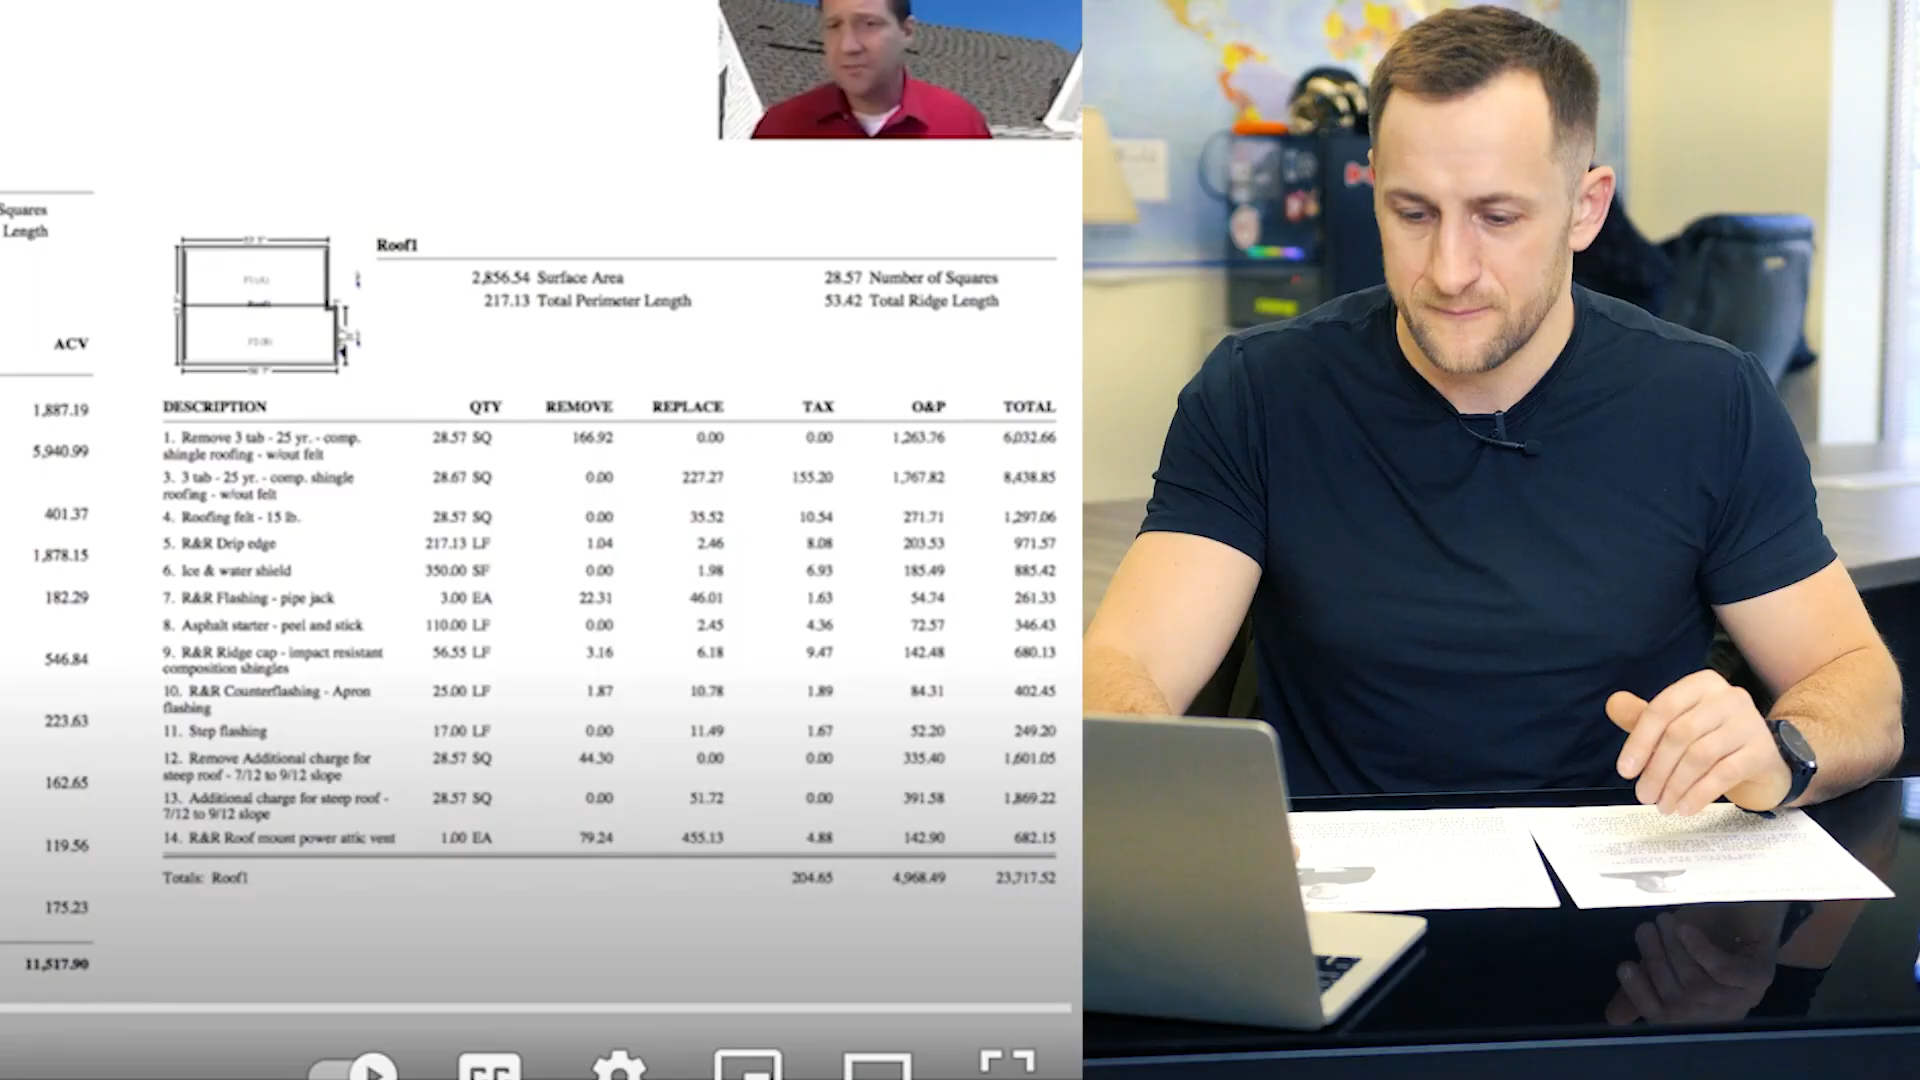 Squares
Length
ACV
1,887.19
5,940.99
401.37
1,878.15
182.29
546.84
223.63
162.65
119.56
175.23
11,517.90
Roof1
2,856.54 Surface Area 28.57 Number of Squares
217.13 Total Perimeter Length 53.42 Total Ridge Length
DESCRIPTION QTY REMOVE REPLACE TAX O&P TOTAL
1. Remove 3 tab - 25 yr. - comp. 28.57 SQ 166.92 0.00 0.00 1,263.76 6,032.66
shingle roofing - w/out felt
3. 3 tab - 25 yr. - comp. shingle 28.67 SQ 0.00 227.27 155.20 1,767.82 8,438.85
roofing - w/out felt
4. Roofing felt - 15 lb. 28.57 SQ 0.00 35.52 10.54 271.71 1,297.06
5. R&R Drip edge 217.13 LF 1.04 2.46 8.08 203.53 971.57
6. Ice & water shield 350.00 SF 0.00 1.98 6.93 185.49 885.42
7. R&R Flashing - pipe jack 3.00 EA 22.31 46.01 1.63 54.74 261.33
8. Asphalt starter - peel and stick 110.00 LF 0.00 2.45 4.36 72.57 346.43
9. R&R Ridge cap - impact resistant 56.55 LF 3.16 6.18 9.47 142.48 680.13
composition shingles
10. R&R Counterflashing - Apron 25.00 LF 1.87 10.78 1.89 84.31 402.45
flashing
11. Step flashing 17.00 LF 0.00 11.49 1.67 52.20 249.20
12. Remove Additional charge for 28.57 SQ 44.30 0.00 0.00 335.40 1,601.05
steep roof - 7/12 to 9/12 slope
13. Additional charge for steep roof - 28.57 SQ 0.00 51.72 0.00 391.58 1,869.22
7/12 to 9/12 slope
14. R&R Roof mount power attic vent 1.00 EA 79.24 455.13 4.88 142.90 682.15
Totals: Roof1 204.65 4,968.49 23,717.52